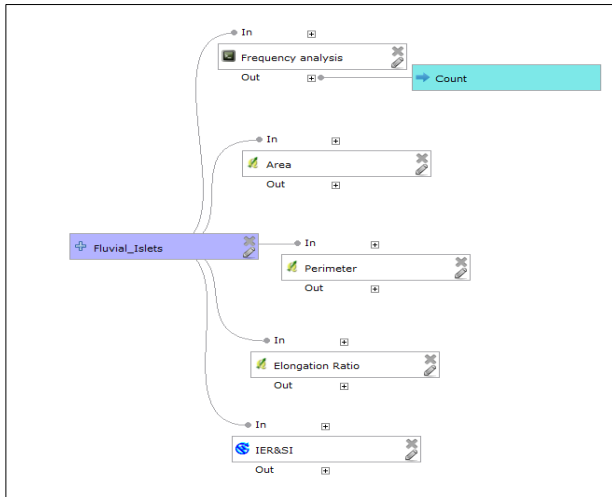 In
Frequency analysis
Out
Count
In
Area
Out
Fluvial_Islets
In
Perimeter
Out
In
Elongation Ratio
Out
In
IER&SI
Out